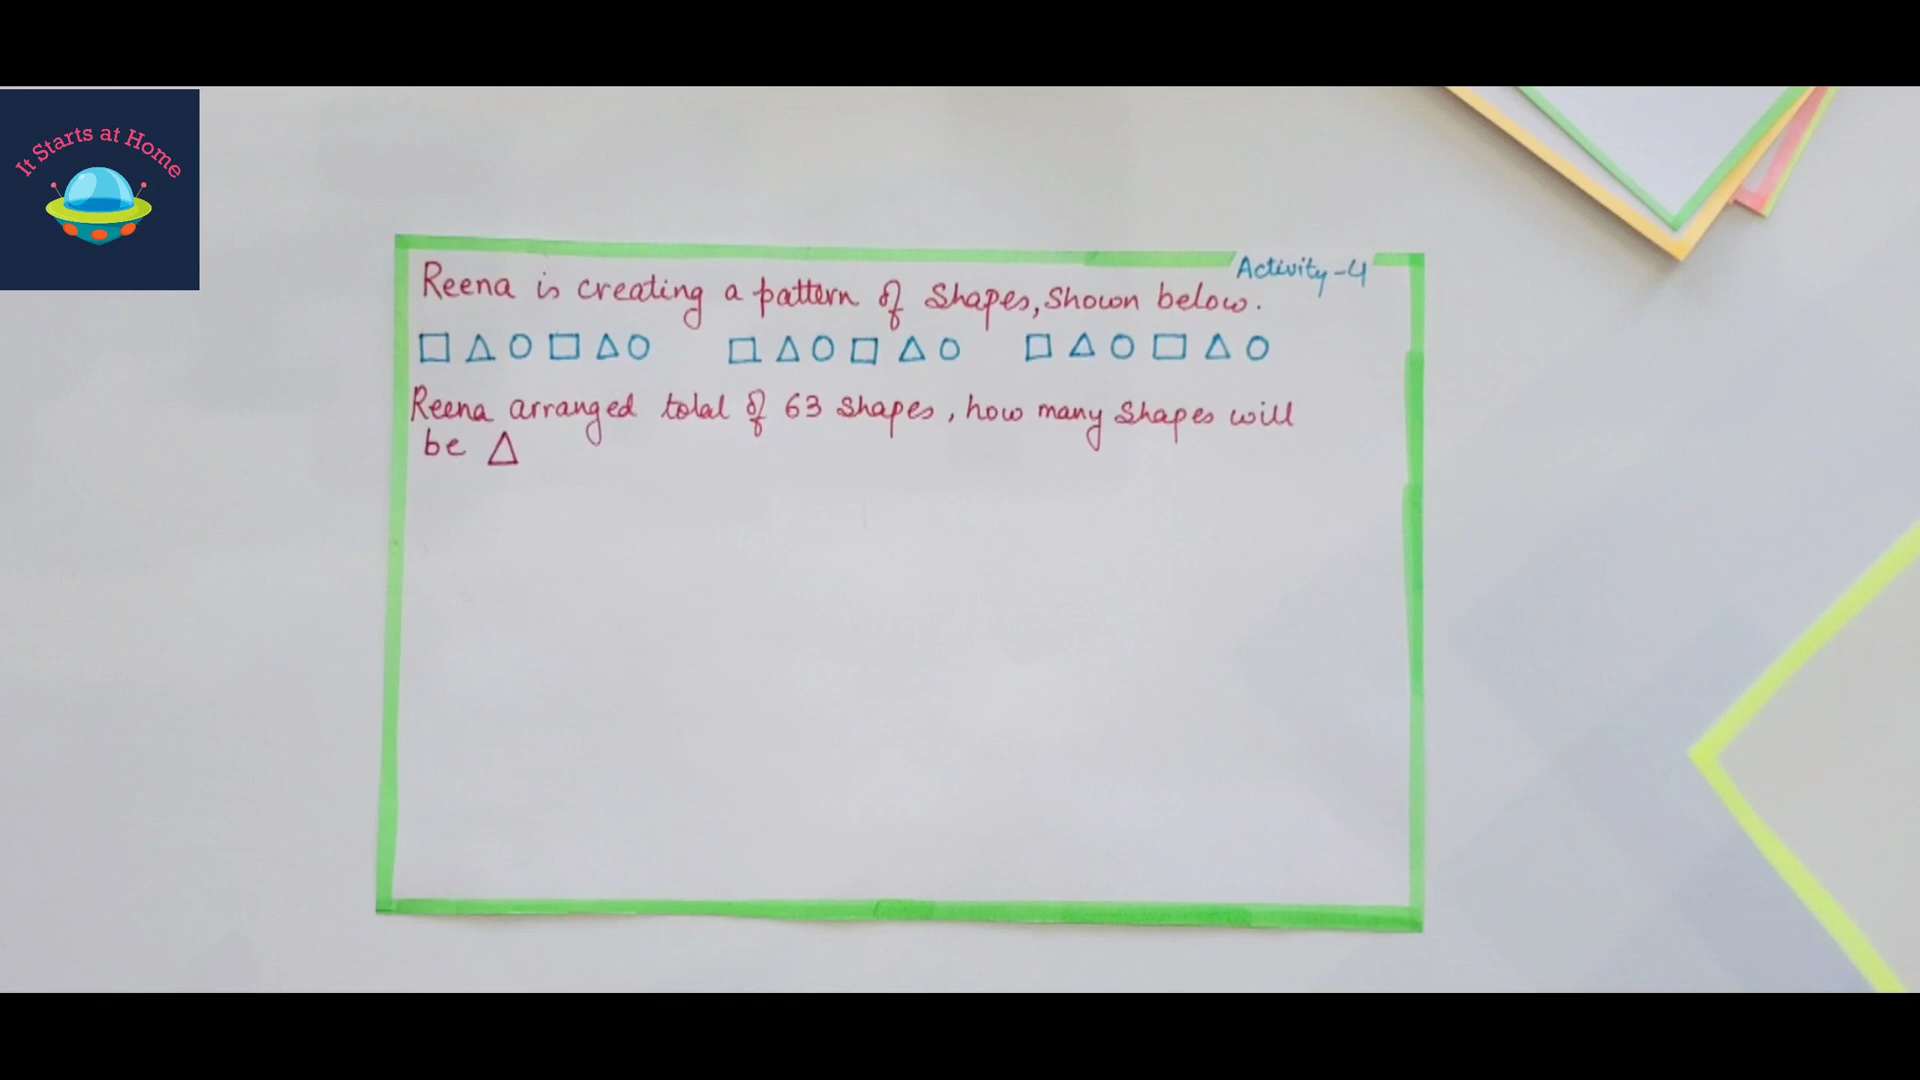 It Starts at Home
Activity-4
Reena is creating a pattern of shapes, shown below.
□ △ ○ □ △ ○ □ △ ○ □ △ ○ □ △ ○ □ △ ○
Reena arranged total of 63 shapes, how many shapes will
be △